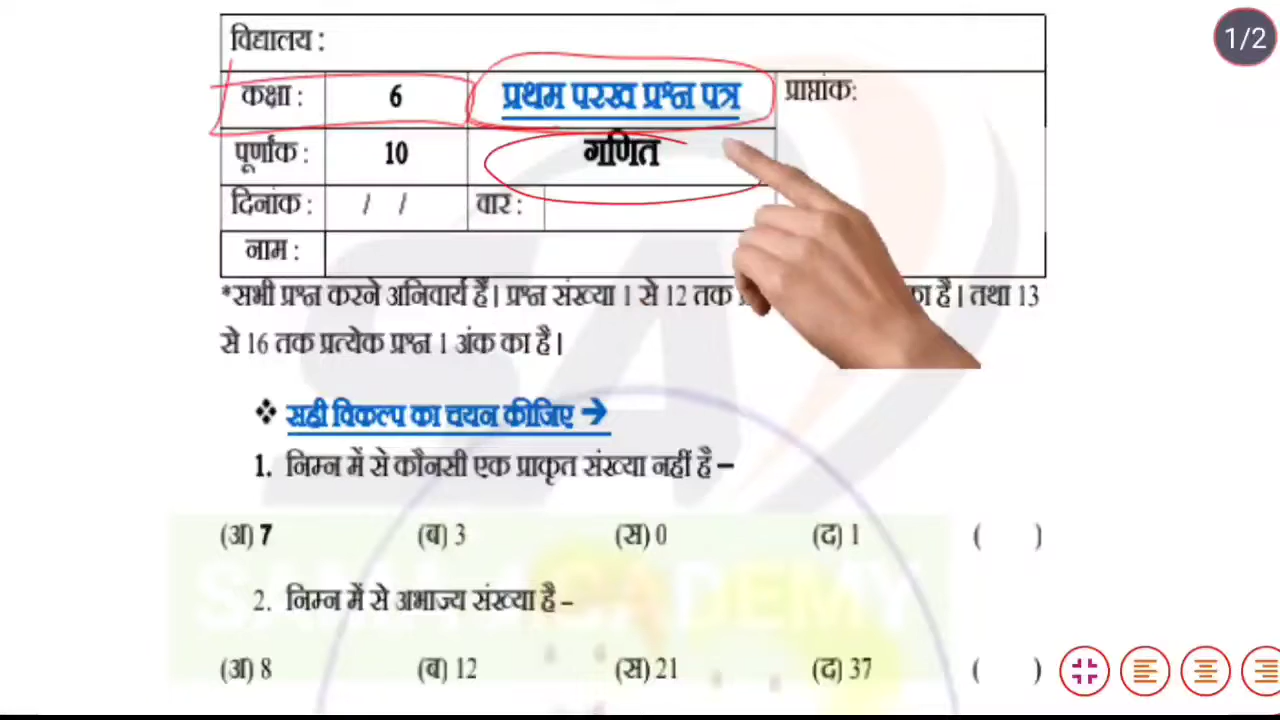 1/2
विद्यालय :
कक्षा : 6 प्रथम परख प्रश्न पत्र प्राप्तांक:
पूर्णांक : 10 गणित
दिनांक : / / वार :
नाम :
*सभी प्रश्न करने अनिवार्य हैं। प्रश्न संख्या 1 से 12 तक का है। तथा 13
से 16 तक प्रत्येक प्रश्न 1 अंक का है।
❖ सही विकल्प का चयन कीजिए →
1. निम्न में से कौनसी एक प्राकृत संख्या नहीं है –
(अ) 7 (ब) 3 (स) 0 (द) 1 ( )
2. निम्न में से अभाज्य संख्या है –
(अ) 8 (ब) 12 (स) 21 (द) 37 ( )